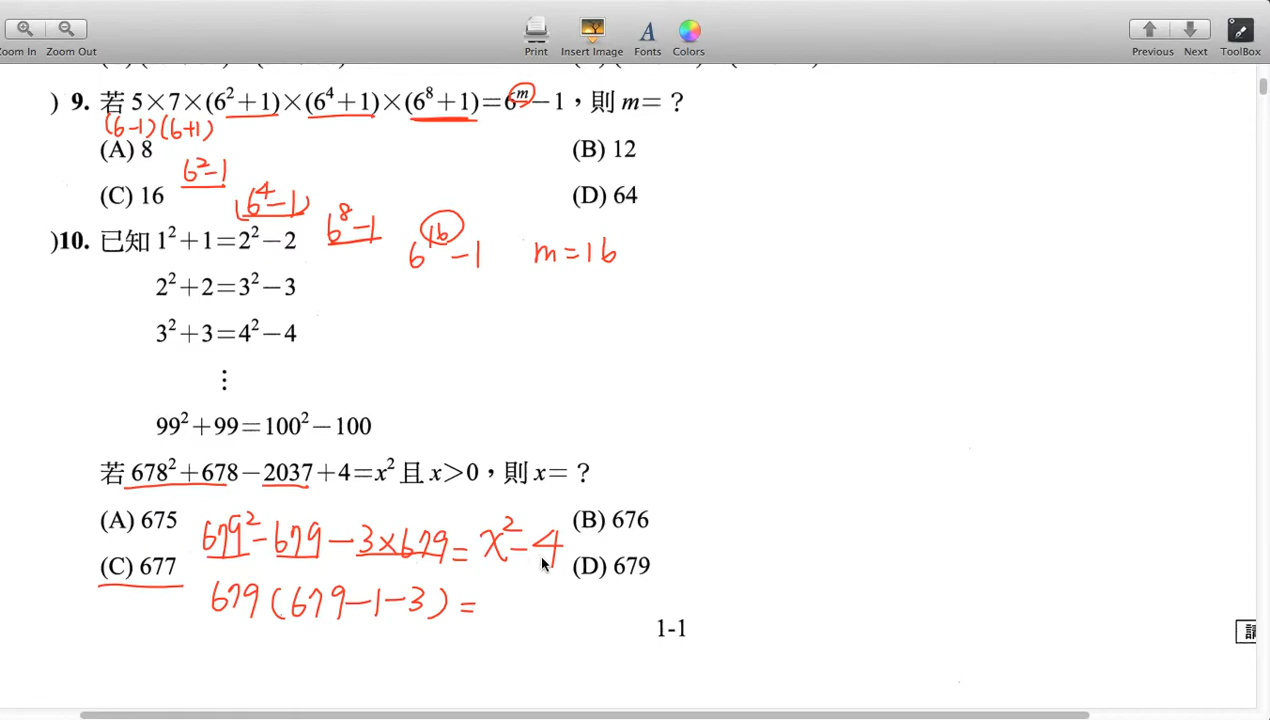 Zoom In Zoom Out Print Insert Image Fonts Colors Previous Next ToolBox
) 9. 若 5×7×(6²+1)×(6⁴+1)×(6⁸+1)=6ᵐ−1，則 m=？
(6-1)(6+1)
(A) 8 (B) 12
6²-1
(C) 16 (D) 64
6⁴-1
6⁸-1
6¹⁶-1 m=16
)10. 已知 1²+1=2²−2
2²+2=3²−3
3²+3=4²−4
⋮
99²+99=100²−100
若 678²+678−2037+4=x² 且 x>0，則 x=？
(A) 675 (B) 676
679²-679-3×679=x²-4
(C) 677 (D) 679
679(679-1-3)=
1-1